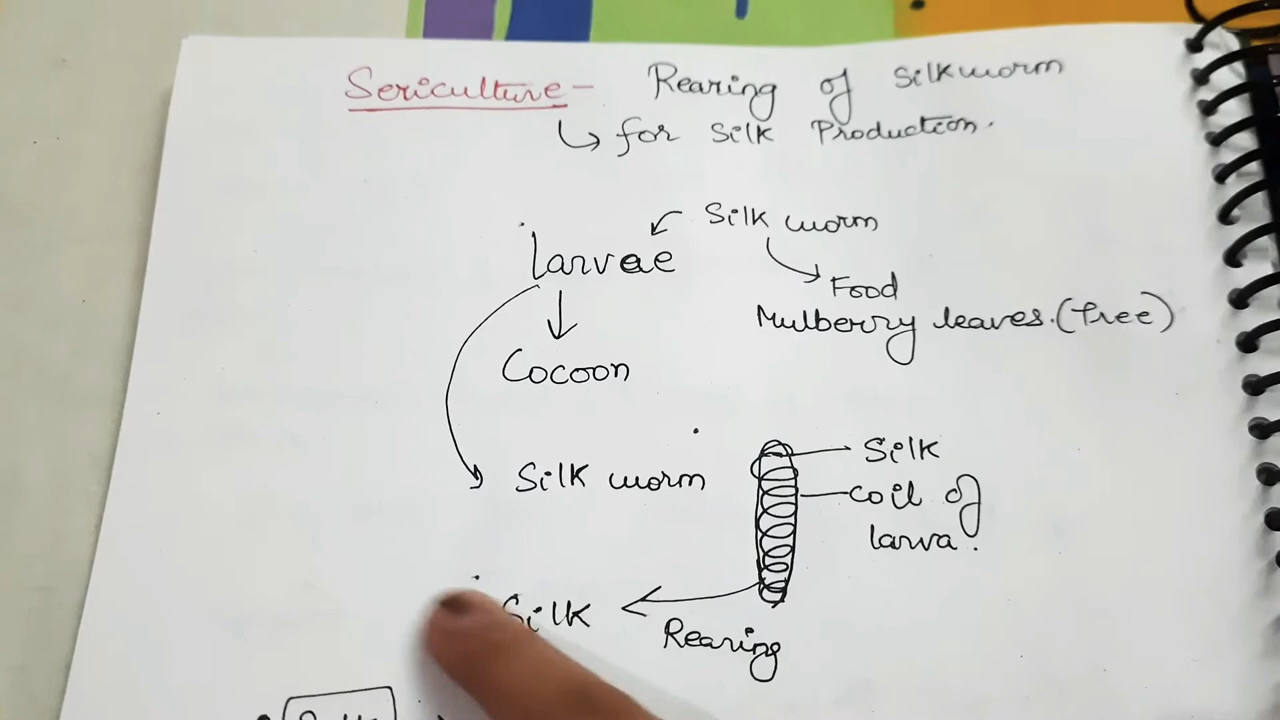 Sericulture - Rearing of Silkworm
↳ for Silk Production.
Silk worm
larvae
Food
Mulberry leaves. (tree)
Cocoon
Silk
Silk worm
coil of
larva.
Silk
Rearing